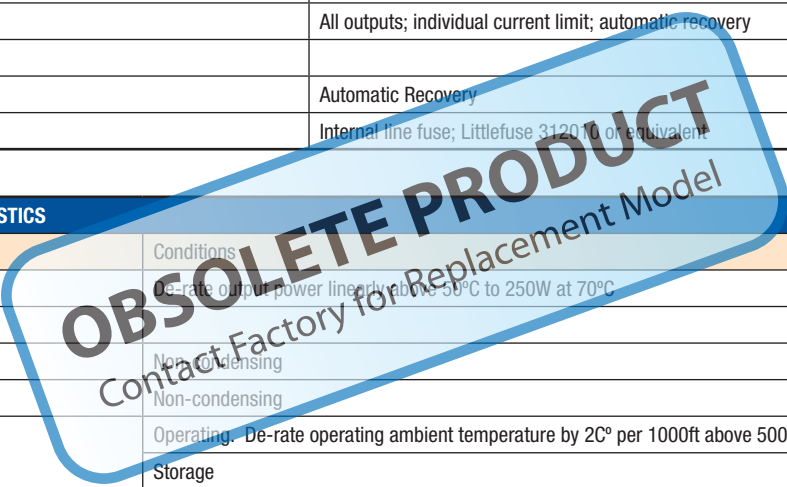 All outputs; individual current limit; automatic recovery
Automatic Recovery
Internal line fuse; Littlefuse 312010 or equivalent
STICS
Conditions
De-rate output power linearly above 50ºC to 250W at 70ºC
Non-condensing
Non-condensing
Operating. De-rate operating ambient temperature by 2Cº per 1000ft above 500
Storage
OBSOLETE PRODUCT
Contact Factory for Replacement Model